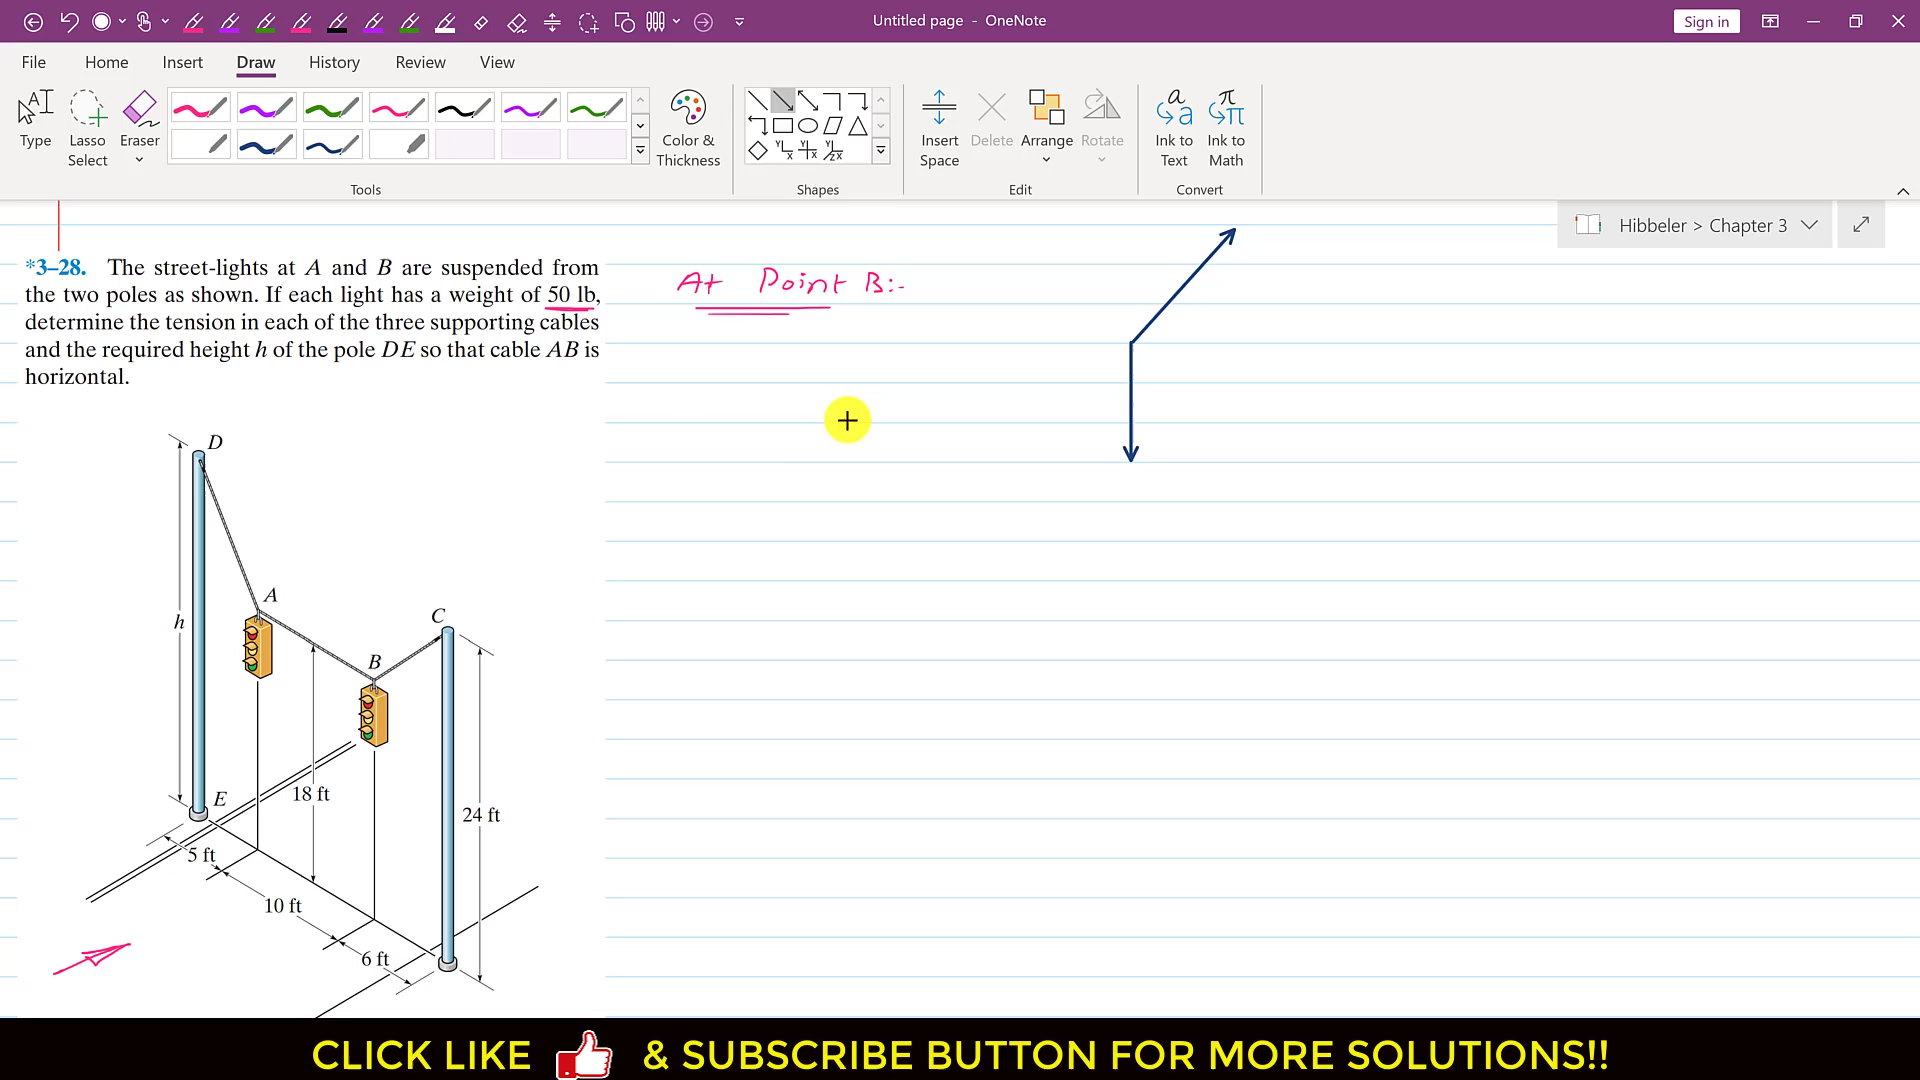 Untitled page - OneNote
Sign in
File Home Insert Draw History Review View
Type
Lasso Select
Eraser
Color & Thickness
Insert Space
Delete
Arrange
Rotate
Ink to Text
Ink to Math
Tools
Shapes
Edit
Convert
Hibbeler > Chapter 3
*3–28. The street-lights at A and B are suspended from
the two poles as shown. If each light has a weight of 50 lb,
determine the tension in each of the three supporting cables
and the required height h of the pole DE so that cable AB is
horizontal.
At Point B:-
D
A
C
h
B
E
18 ft
24 ft
5 ft
10 ft
6 ft
CLICK LIKE & SUBSCRIBE BUTTON FOR MORE SOLUTIONS!!